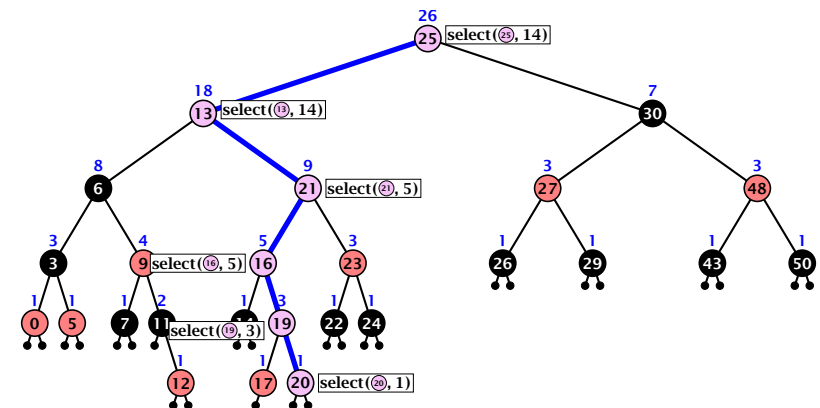 26
25 select(25, 14)
18 7
13 select(13, 14) 30
8 9 3 3
6 21 select(21, 5) 27 48
3 4 5 3 1 1 1 1
3 9 select(16, 5) 16 23 26 29 43 50
1 1 1 2 1 3 1 1
0 5 7 11 select(19, 3) 19 22 24
1 1 1
12 17 20 select(20, 1)